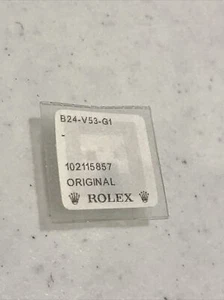 B24-V53-G1
-
102115857
ORIGINAL
ROLEX